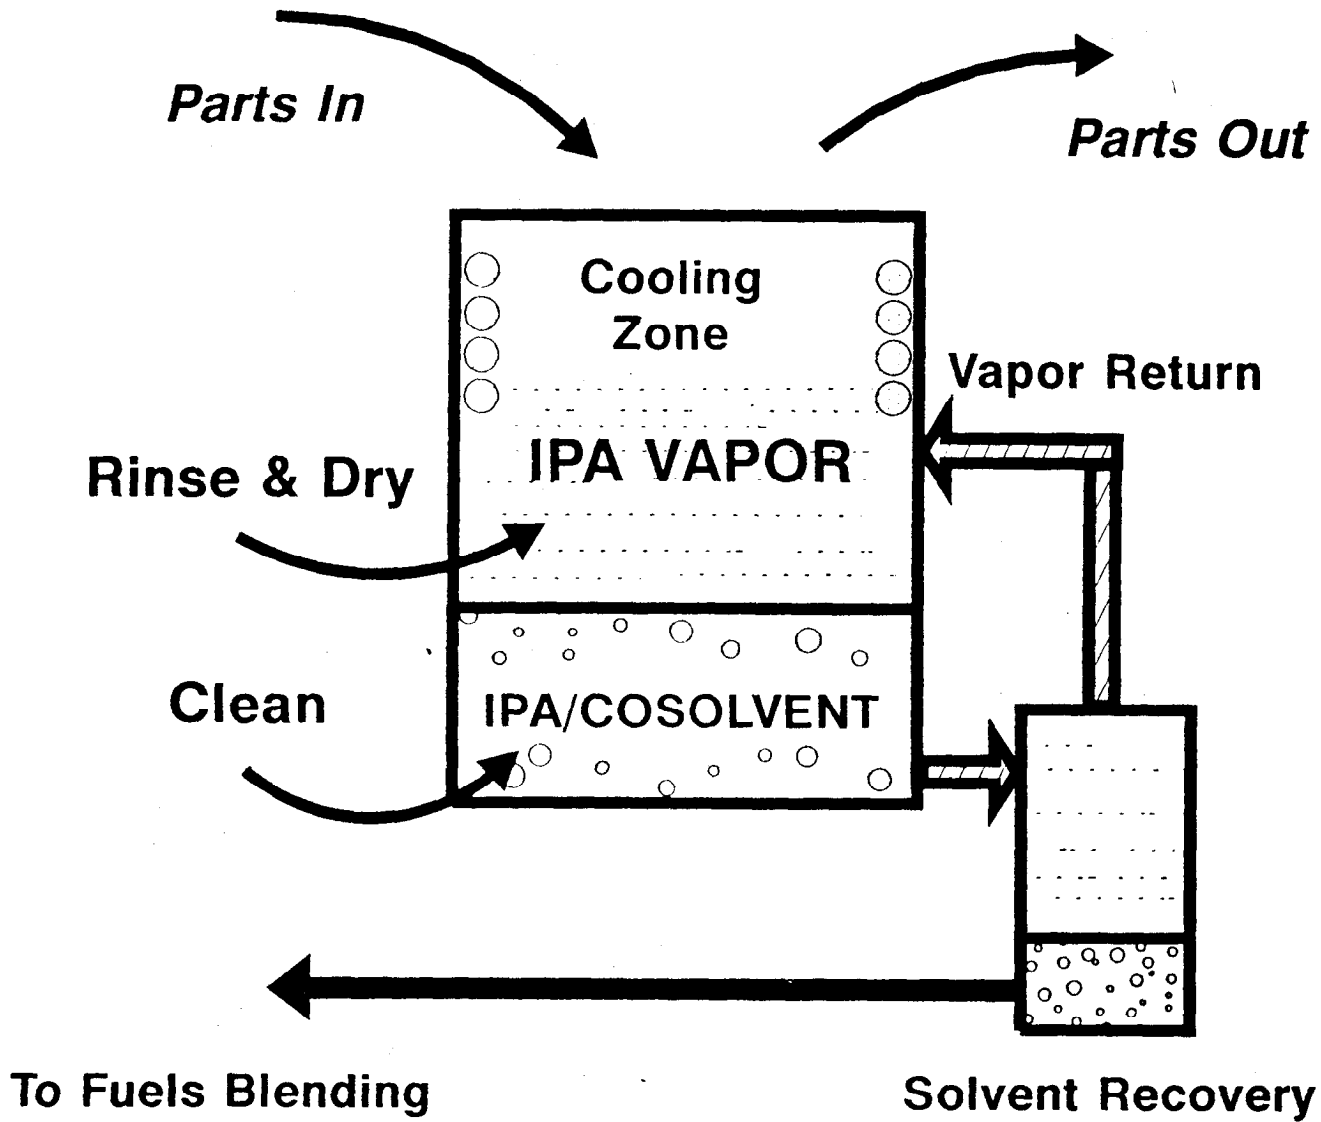 Parts In
Parts Out
Cooling
Zone
Vapor Return
IPA VAPOR
Rinse & Dry
Clean
IPA/COSOLVENT
To Fuels Blending
Solvent Recovery